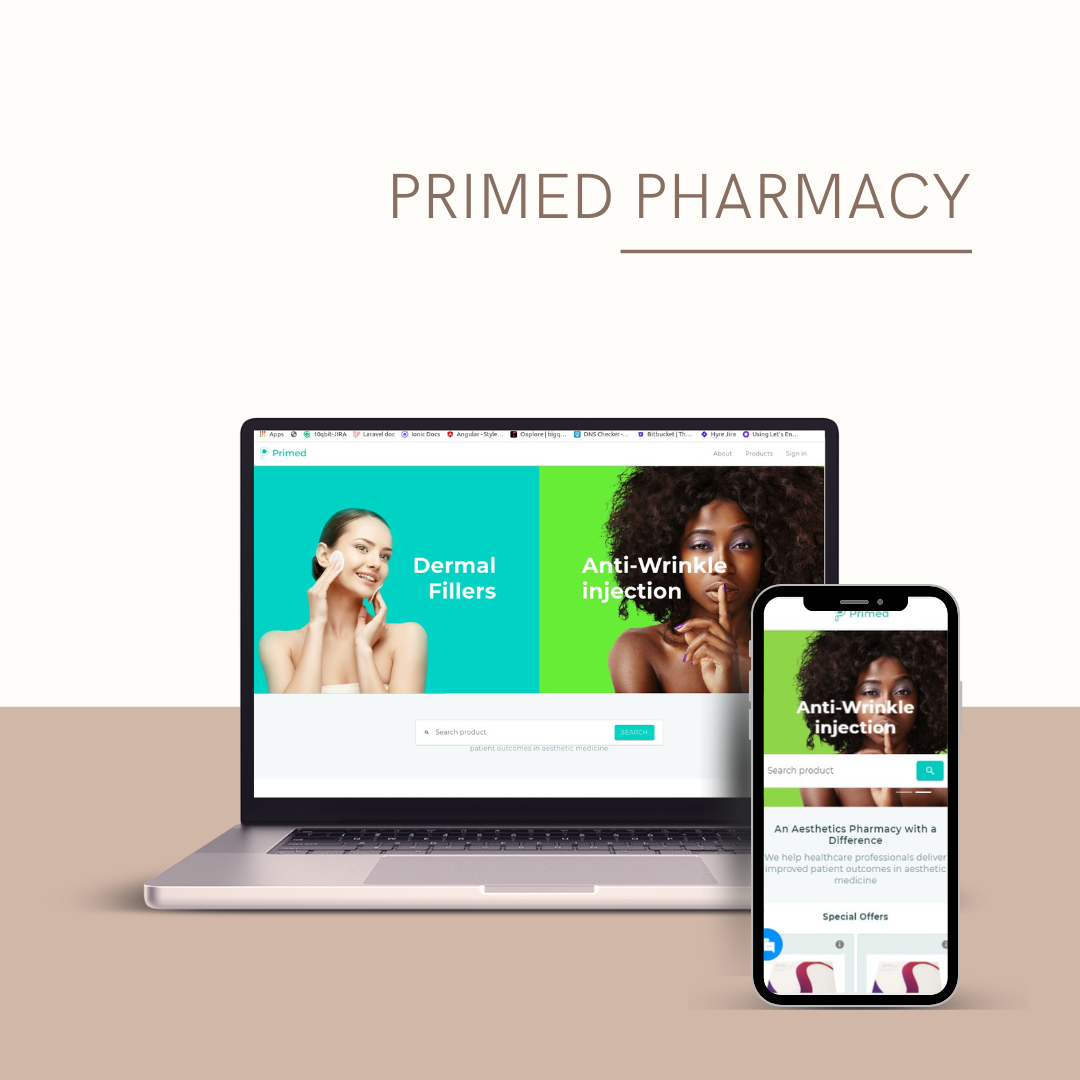 PRIMED PHARMACY
Apps 10qbit-JIRA Laravel doc Ionic Docs Angular - Style... Oxplore | bigq... DNS Checker -... Bitbucket | Th... Hyre Jira Using Let's En...
Primed About Products Sign in
Dermal
Fillers
Anti-Wrinkle
injection
Search product SEARCH
patient outcomes in aesthetic medicine
Primed
Anti-Wrinkle
injection
Search product
An Aesthetics Pharmacy with a
Difference
We help healthcare professionals deliver
improved patient outcomes in aesthetic
medicine
Special Offers